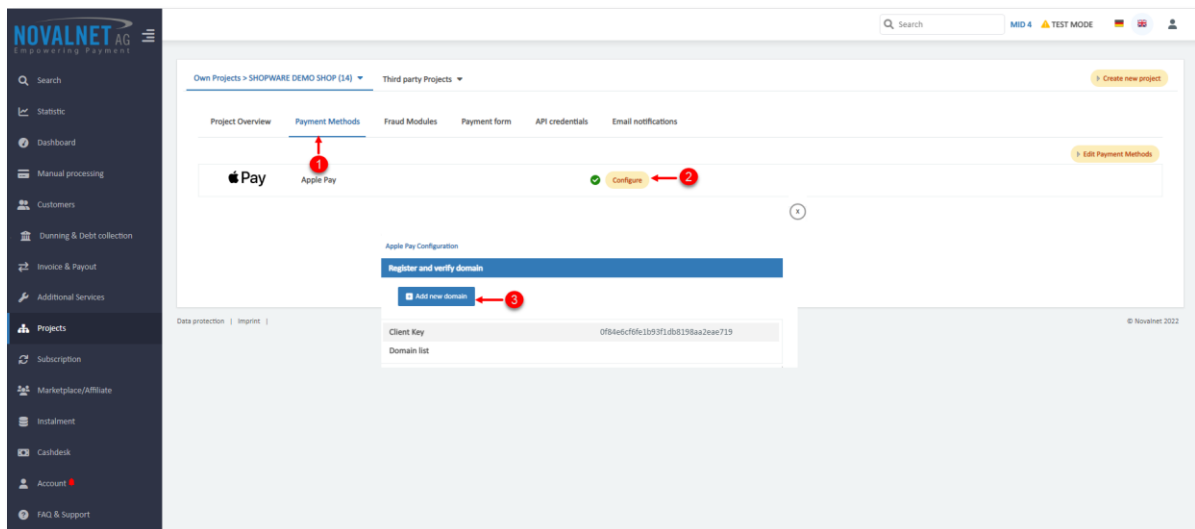 NOVALNET AG
Empowering Payment
Search
MID 4
TEST MODE
Search
Statistic
Dashboard
Manual processing
Customers
Dunning & Debt collection
Invoice & Payout
Additional Services
Projects
Subscription
Marketplace/Affiliate
Instalment
Cashdesk
Account
FAQ & Support
Own Projects > SHOPWARE DEMO SHOP (14)
Third party Projects
Create new project
Project Overview
Payment Methods
Fraud Modules
Payment form
API credentials
Email notifications
1
Edit Payment Methods
Pay
Apple Pay
Configure
2
x
Apple Pay Configuration
Register and verify domain
Add new domain
3
Client Key
0f84e6cf6fe1b93f1db8198aa2eae719
Domain list
Data protection | Imprint |
© Novalnet 2022